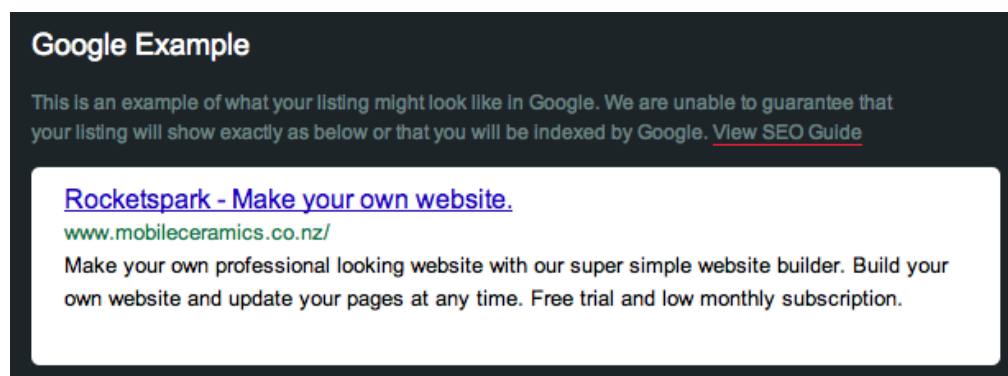 Google Example
This is an example of what your listing might look like in Google. We are unable to guarantee that
your listing will show exactly as below or that you will be indexed by Google. View SEO Guide
Rocketspark - Make your own website.
www.mobileceramics.co.nz/
Make your own professional looking website with our super simple website builder. Build your
own website and update your pages at any time. Free trial and low monthly subscription.